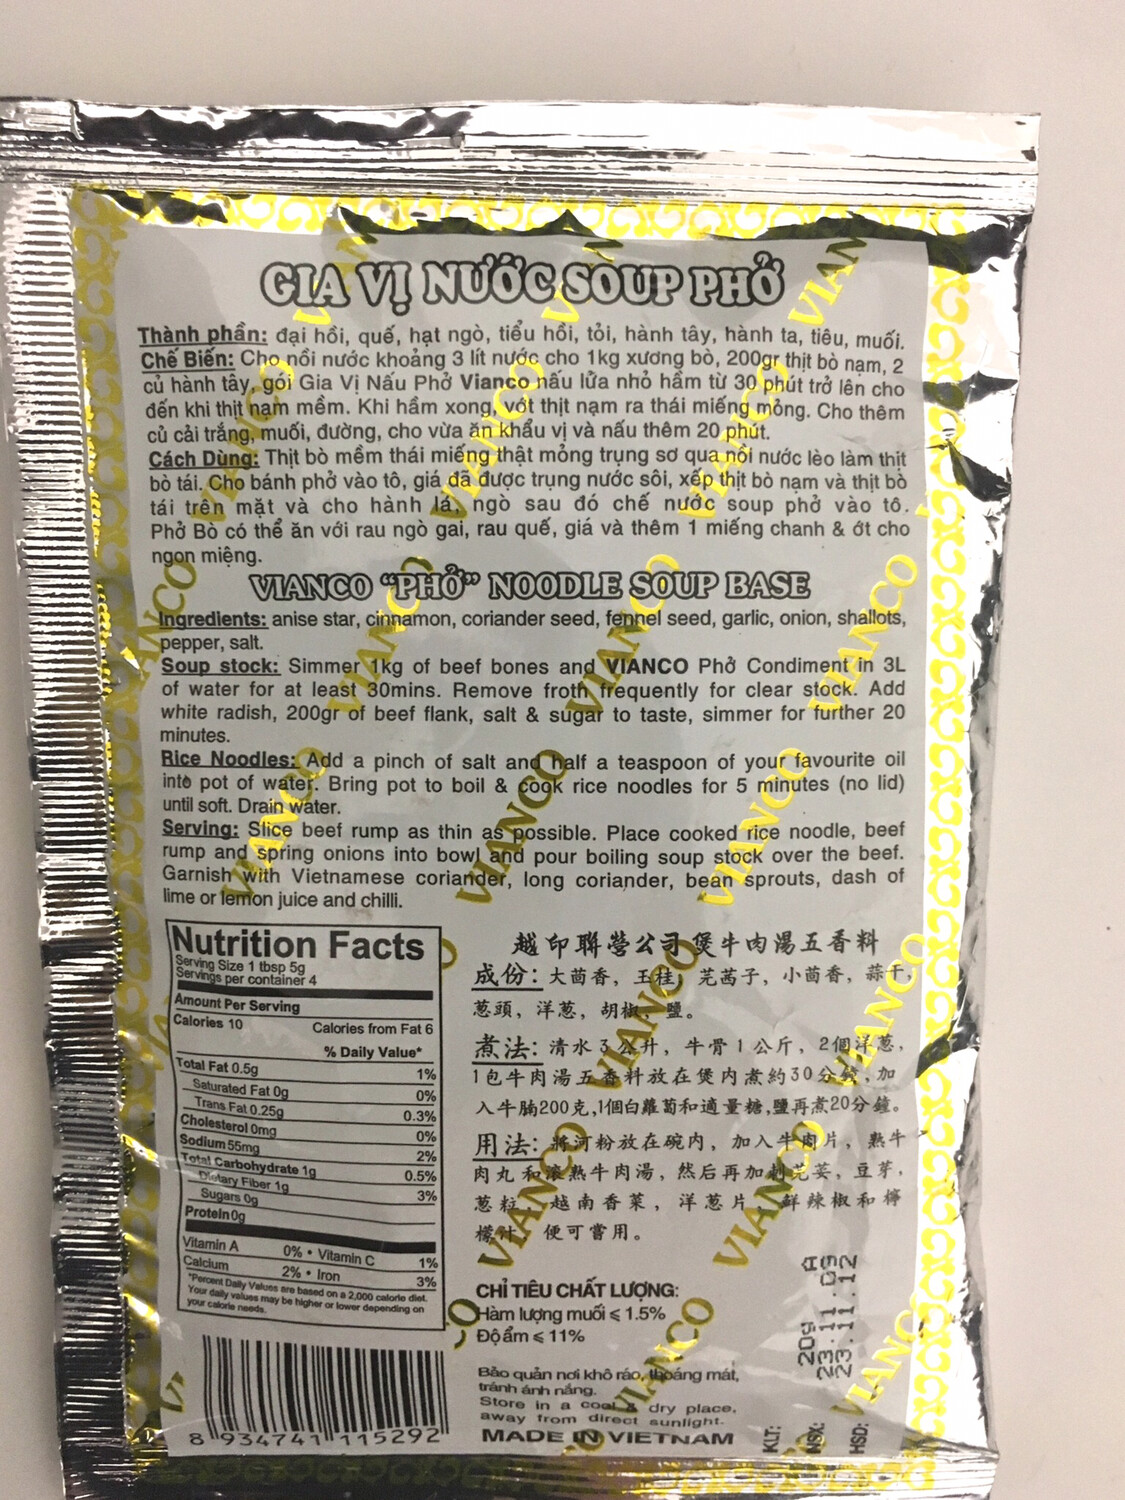 GIA VỊ NƯỚC SOUP PHỞ
Thành phần: đại hồi, quế, hạt ngò, tiểu hồi, tỏi, hành tây, hành ta, tiêu, muối.
Chế Biến: Cho nồi nước khoảng 3 lít nước cho 1kg xương bò, 200gr thịt bò nạm, 2
củ hành tây, gói Gia Vị Nấu Phở Vianco nấu lửa nhỏ hầm từ 30 phút trở lên cho
đến khi thịt nạm mềm. Khi hầm xong, vớt thịt nạm ra thái miếng mỏng. Cho thêm
củ cải trắng, muối, đường, cho vừa ăn khẩu vị và nấu thêm 20 phút.
Cách Dùng: Thịt bò mềm thái miếng thật mỏng trụng sơ qua nồi nước lèo làm thịt
bò tái. Cho bánh phở vào tô, giá đã được trụng nước sôi, xếp thịt bò nạm và thịt bò
tái trên mặt và cho hành lá, ngò sau đó chế nước soup phở vào tô.
Phở Bò có thể ăn với rau ngò gai, rau quế, giá và thêm 1 miếng chanh & ớt cho
ngon miệng.
VIANCO "PHỞ" NOODLE SOUP BASE
Ingredients: anise star, cinnamon, coriander seed, fennel seed, garlic, onion, shallots,
pepper, salt.
Soup stock: Simmer 1kg of beef bones and VIANCO Phở Condiment in 3L
of water for at least 30mins. Remove froth frequently for clear stock. Add
white radish, 200gr of beef flank, salt & sugar to taste, simmer for further 20
minutes.
Rice Noodles: Add a pinch of salt and half a teaspoon of your favourite oil
into pot of water. Bring pot to boil & cook rice noodles for 5 minutes (no lid)
until soft. Drain water.
Serving: Slice beef rump as thin as possible. Place cooked rice noodle, beef
rump and spring onions into bowl and pour boiling soup stock over the beef.
Garnish with Vietnamese coriander, long coriander, bean sprouts, dash of
lime or lemon juice and chilli.
Nutrition Facts
Serving Size 1 tbsp 5g
Servings per container 4
Amount Per Serving
Calories 10 Calories from Fat 6
% Daily Value*
Total Fat 0.5g 1%
Saturated Fat 0g 0%
Trans Fat 0.25g 0.3%
Cholesterol 0mg 0%
Sodium 55mg 2%
Total Carbohydrate 1g 0.5%
Dietary Fiber 1g 3%
Sugars 0g
Protein 0g
Vitamin A 0% • Vitamin C 1%
Calcium 2% • Iron 3%
*Percent Daily Values are based on a 2,000 calorie diet.
Your daily values may be higher or lower depending on
your calorie needs.
8 934741 115292
越印聯營公司煲牛肉湯五香料
成份: 大茴香, 玉桂, 芫茜子, 小茴香, 蒜干,
葱頭, 洋葱, 胡椒, 鹽。
煮法: 清水3公升, 牛骨1公斤, 2個洋葱,
1包牛肉湯五香料放在煲内煮約30分鐘, 加
入牛腩200克,1個白蘿蔔和適量糖,鹽再煮20分鐘。
用法: 將河粉放在碗内, 加入牛肉片, 熟牛
肉丸和滾熟牛肉湯, 然后再加刺芫荽, 豆芽,
葱粒, 越南香菜, 洋葱片, 鮮辣椒和檸
檬汁, 便可嘗用。
CHỈ TIÊU CHẤT LƯỢNG:
Hàm lượng muối ⩽ 1.5%
Độ ẩm ⩽ 11%
Bảo quản nơi khô ráo, thoáng mát,
tránh ánh nắng.
Store in a cool & dry place,
away from direct sunlight.
MADE IN VIETNAM
KLT: 20g A
NSX: 23.11.09
HSD: 23.11.12
VIANCO